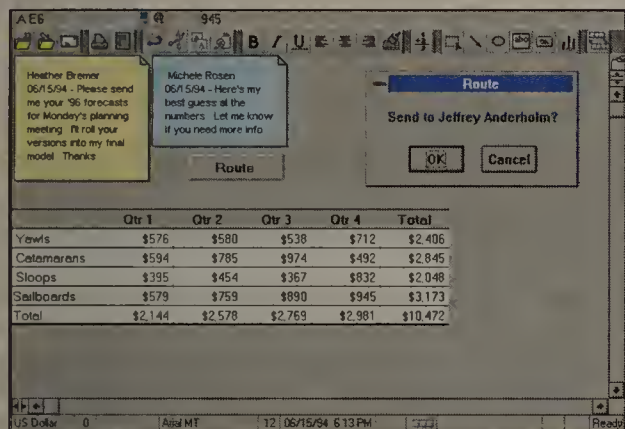 A E6 945
B I U
Heather Bremer
06/15/94 - Please send
me your '96 forecasts
for Monday's planning
meeting I'll roll your
versions into my final
model Thanks
Michele Rosen
06/15/94 - Here's my
best guess at the
numbers Let me know
if you need more info
Route
Route
Send to Jeffrey Anderholm?
OK Cancel
Qtr 1 Qtr 2 Qtr 3 Qtr 4 Total
Yawls $576 $580 $538 $712 $2,406
Catamarans $594 $785 $974 $492 $2,845
Sloops $395 $454 $367 $832 $2,048
Sailboards $579 $759 $890 $945 $3,173
Total $2,144 $2,578 $2,769 $2,981 $10,472
US Dollar 0 Arial MT 12 06/15/94 6:13 PM Ready